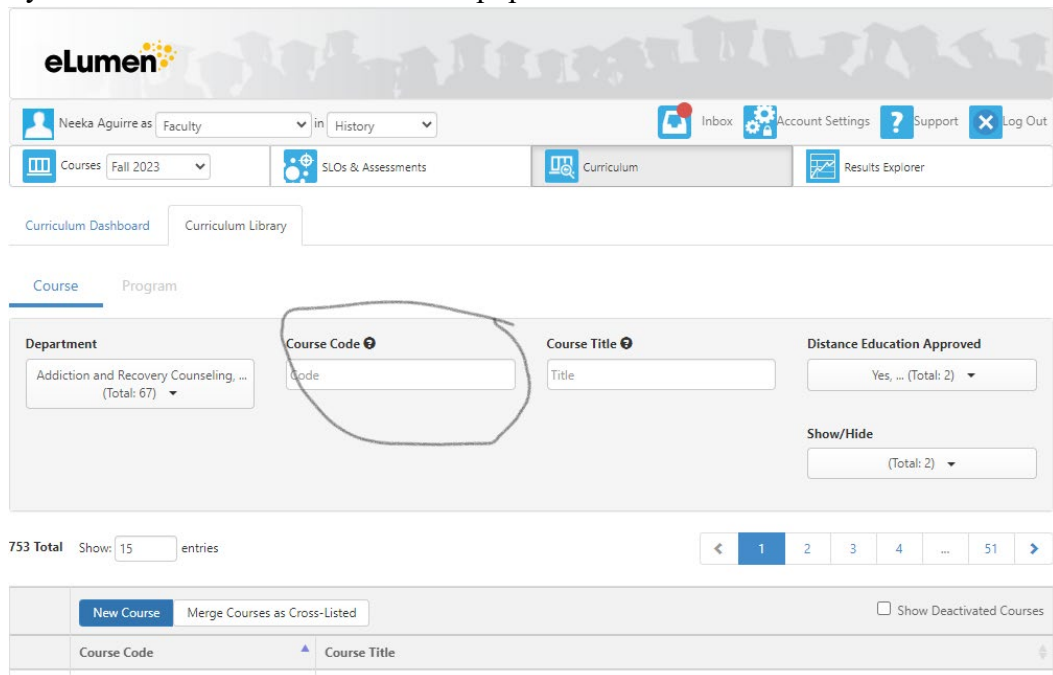 eLumen
Neeka Aguirre as Faculty in History Inbox Account Settings ? Support Log Out
Courses Fall 2023 SLOs & Assessments Curriculum Results Explorer
Curriculum Dashboard Curriculum Library
Course Program
Department Course Code ? Course Title ? Distance Education Approved
Addiction and Recovery Counseling, ... Code Title Yes, ... (Total: 2)
(Total: 67)
Show/Hide
(Total: 2)
753 Total Show: 15 entries < 1 2 3 4 ... 51 >
New Course Merge Courses as Cross-Listed Show Deactivated Courses
Course Code Course Title